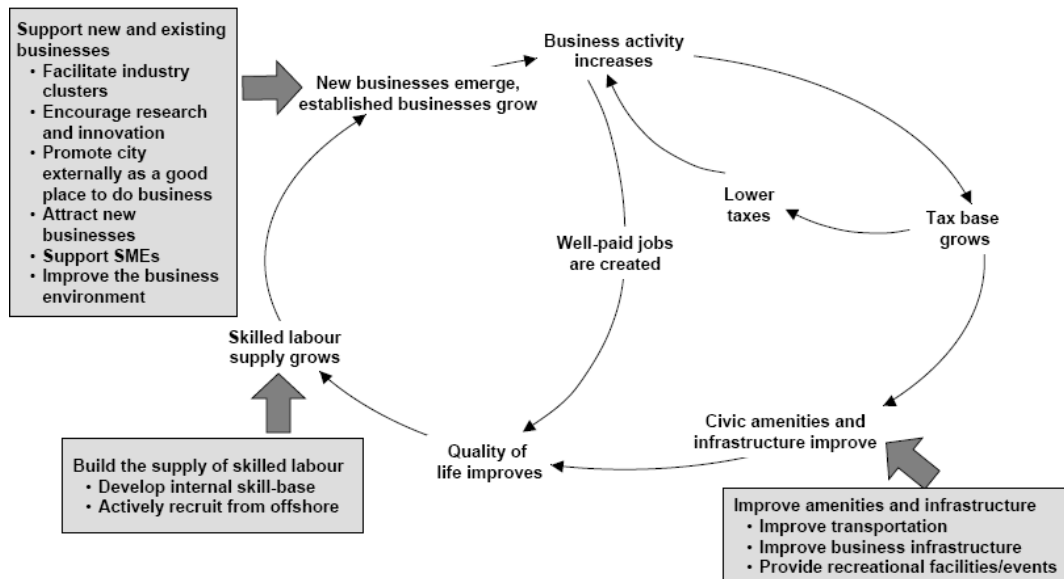 Support new and existing
businesses
• Facilitate industry
clusters
• Encourage research
and innovation
• Promote city
externally as a good
place to do business
• Attract new
businesses
• Support SMEs
• Improve the business
environment
New businesses emerge,
established businesses grow
Business activity
increases
Lower
taxes
Tax base
grows
Well-paid jobs
are created
Skilled labour
supply grows
Quality of
life improves
Civic amenities and
infrastructure improve
Build the supply of skilled labour
• Develop internal skill-base
• Actively recruit from offshore
Improve amenities and infrastructure
• Improve transportation
• Improve business infrastructure
• Provide recreational facilities/events